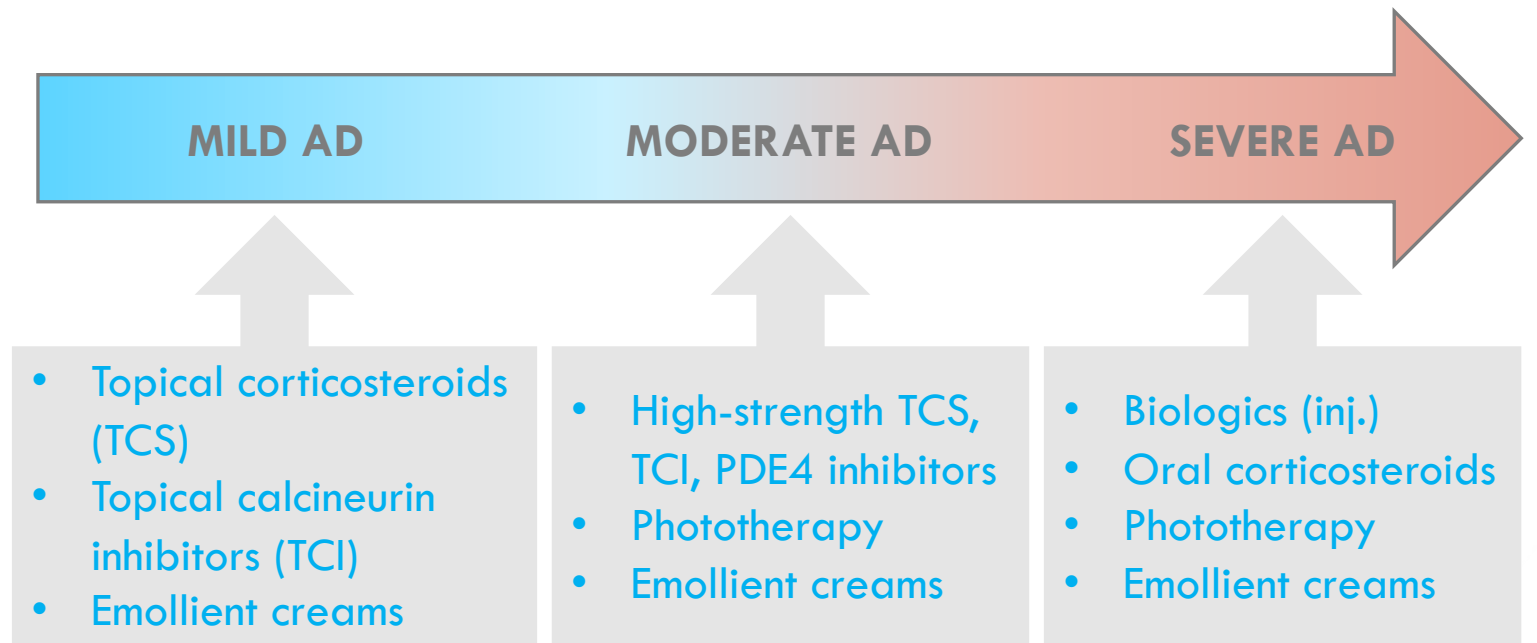 MILD AD
MODERATE AD
SEVERE AD
• Topical corticosteroids
(TCS)
• Topical calcineurin
inhibitors (TCI)
• Emollient creams
• High-strength TCS,
TCI, PDE4 inhibitors
• Phototherapy
• Emollient creams
• Biologics (inj.)
• Oral corticosteroids
• Phototherapy
• Emollient creams